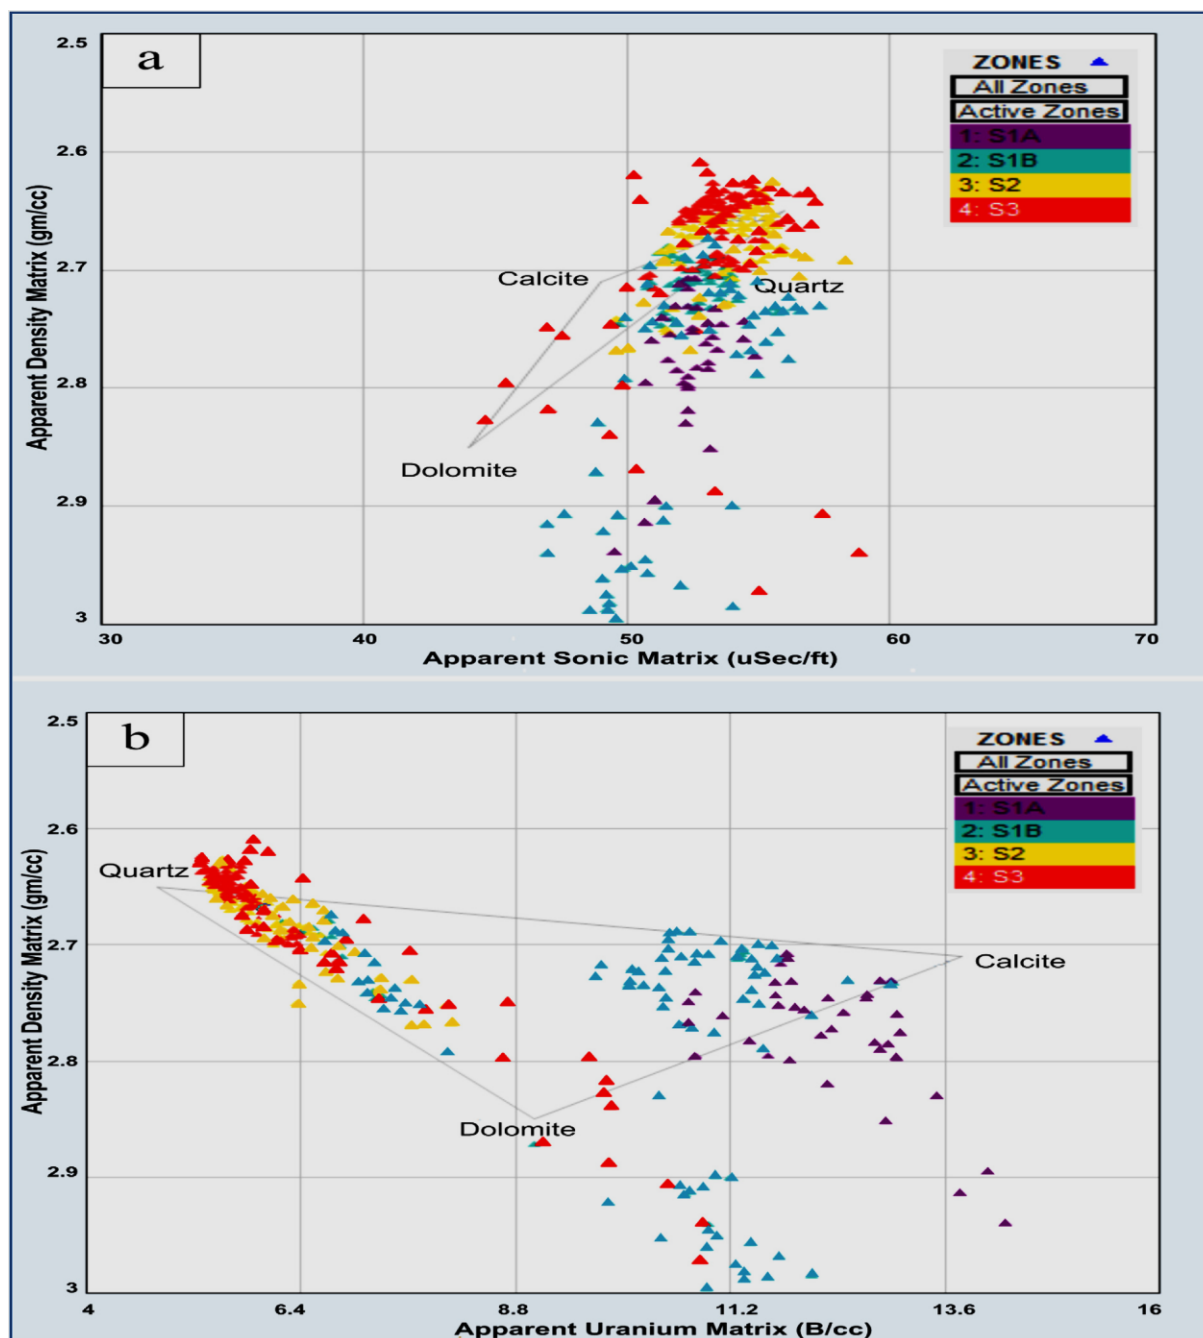 a
2.5
2.6
2.7
2.8
2.9
3
Apparent Density Matrix (gm/cc)
ZONES
All Zones
Active Zones
1: S1A
2: S1B
3: S2
4: S3
Calcite
Quartz
Dolomite
30
40
50
60
70
Apparent Sonic Matrix (uSec/ft)
b
2.5
2.6
2.7
2.8
2.9
3
Apparent Density Matrix (gm/cc)
ZONES
All Zones
Active Zones
1: S1A
2: S1B
3: S2
4: S3
Quartz
Calcite
Dolomite
4
6.4
8.8
11.2
13.6
16
Apparent Uranium Matrix (B/cc)